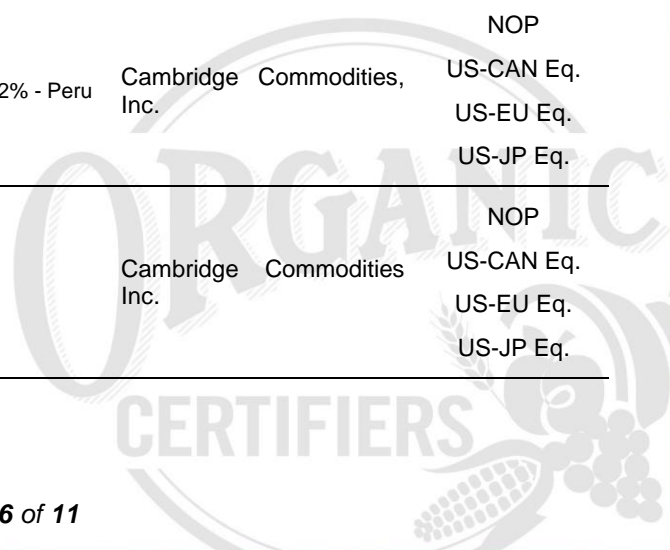 NOP
2% - Peru Cambridge Commodities, US-CAN Eq.
Inc.
US-EU Eq.
US-JP Eq.
NOP
Cambridge Commodities US-CAN Eq.
Inc.
US-EU Eq.
US-JP Eq.
ORGANIC
CERTIFIERS
6 of 11